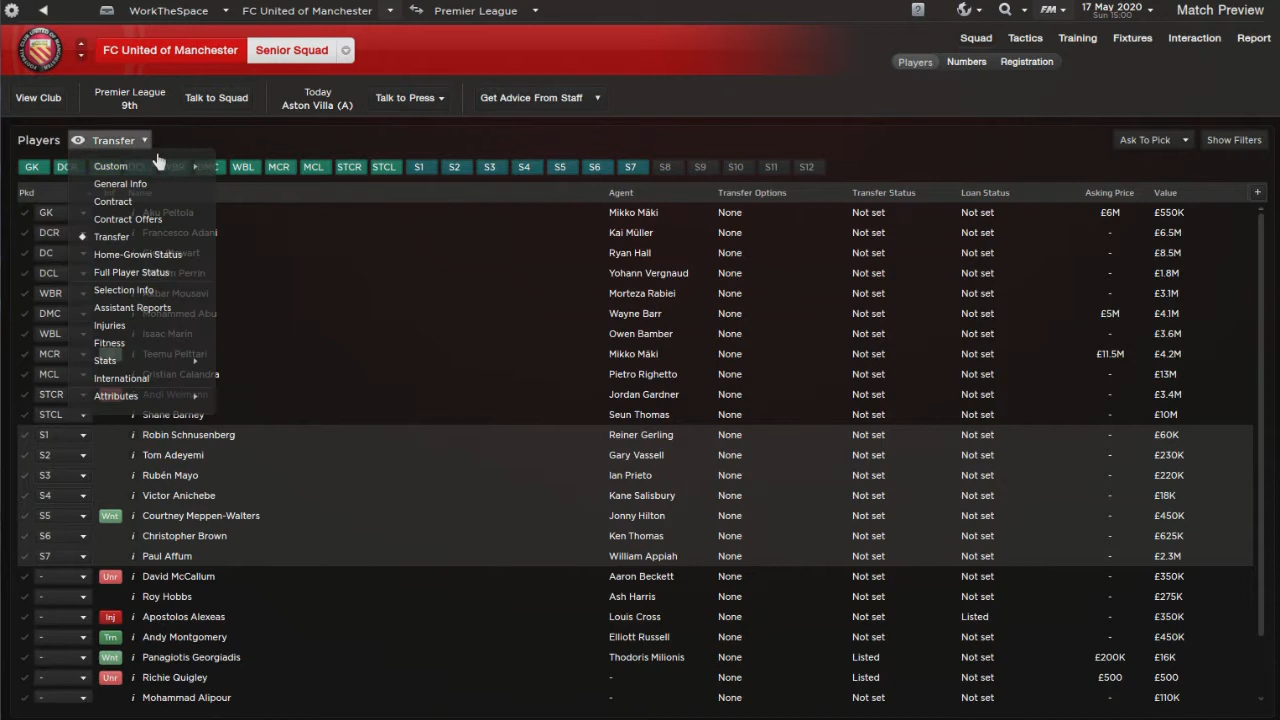 WorkTheSpace FC United of Manchester Premier League FM 17 May 2020 Sun 15:00 Match Preview
FC United of Manchester Senior Squad
Squad Tactics Training Fixtures Interaction Report
Players Numbers Registration
View Club Premier League 9th Talk to Squad Today Aston Villa (A) Talk to Press Get Advice From Staff
Players Transfer Ask To Pick Show Filters
GK WBL MCR MCL STCR STCL S1 S2 S3 S4 S5 S6 S7 S8 S9 S10 S11 S12
Custom
General Info
Contract
Contract Offers
Transfer
Home-Grown Status
Full Player Status
Selection Info
Assistant Reports
Injuries
Fitness
Stats
International
Attributes
Pkd Agent Transfer Options Transfer Status Loan Status Asking Price Value
GK Aku Peltola Mikko Mäki None Not set Not set £6M £550K
DCR Francesco Adani Kai Müller None Not set Not set - £6.5M
DC Ryan Hall None Not set Not set - £8.5M
DCL Perrin Yohann Vergnaud None Not set Not set - £1.8M
WBR Mousavi Morteza Rabiei None Not set Not set - £3.1M
DMC Mohammed Abu Wayne Barr None Not set Not set £5M £4.1M
WBL Isaac Marin Owen Bamber None Not set Not set - £3.6M
MCR Teemu Pelttari Mikko Mäki None Not set Not set £11.5M £4.2M
MCL Cristian Calandra Pietro Righetto None Not set Not set - £13M
STCR Andi Weimann Jordan Gardner None Not set Not set - £3.4M
STCL Shane Barney Seun Thomas None Not set Not set - £10M
S1 i Robin Schnusenberg Reiner Gerling None Not set Not set - £60K
S2 i Tom Adeyemi Gary Vassell None Not set Not set - £230K
S3 i Rubén Mayo Ian Prieto None Not set Not set - £220K
S4 i Victor Anichebe Kane Salisbury None Not set Not set - £18K
S5 Wnt i Courtney Meppen-Walters Jonny Hilton None Not set Not set - £450K
S6 i Christopher Brown Ken Thomas None Not set Not set - £625K
S7 i Paul Affum William Appiah None Not set Not set - £2.3M
- Unr i David McCallum Aaron Beckett None Not set Not set - £350K
- i Roy Hobbs Ash Harris None Not set Not set - £275K
- Inj i Apostolos Alexeas Louis Cross None Not set Listed - £350K
- Trn i Andy Montgomery Elliott Russell None Not set Not set - £450K
- Wnt i Panagiotis Georgiadis Thodoris Milionis None Listed Not set £200K £16K
- Unr i Richie Quigley - None Listed Not set £500 £500
- i Mohammad Alipour - None Not set Not set - £110K